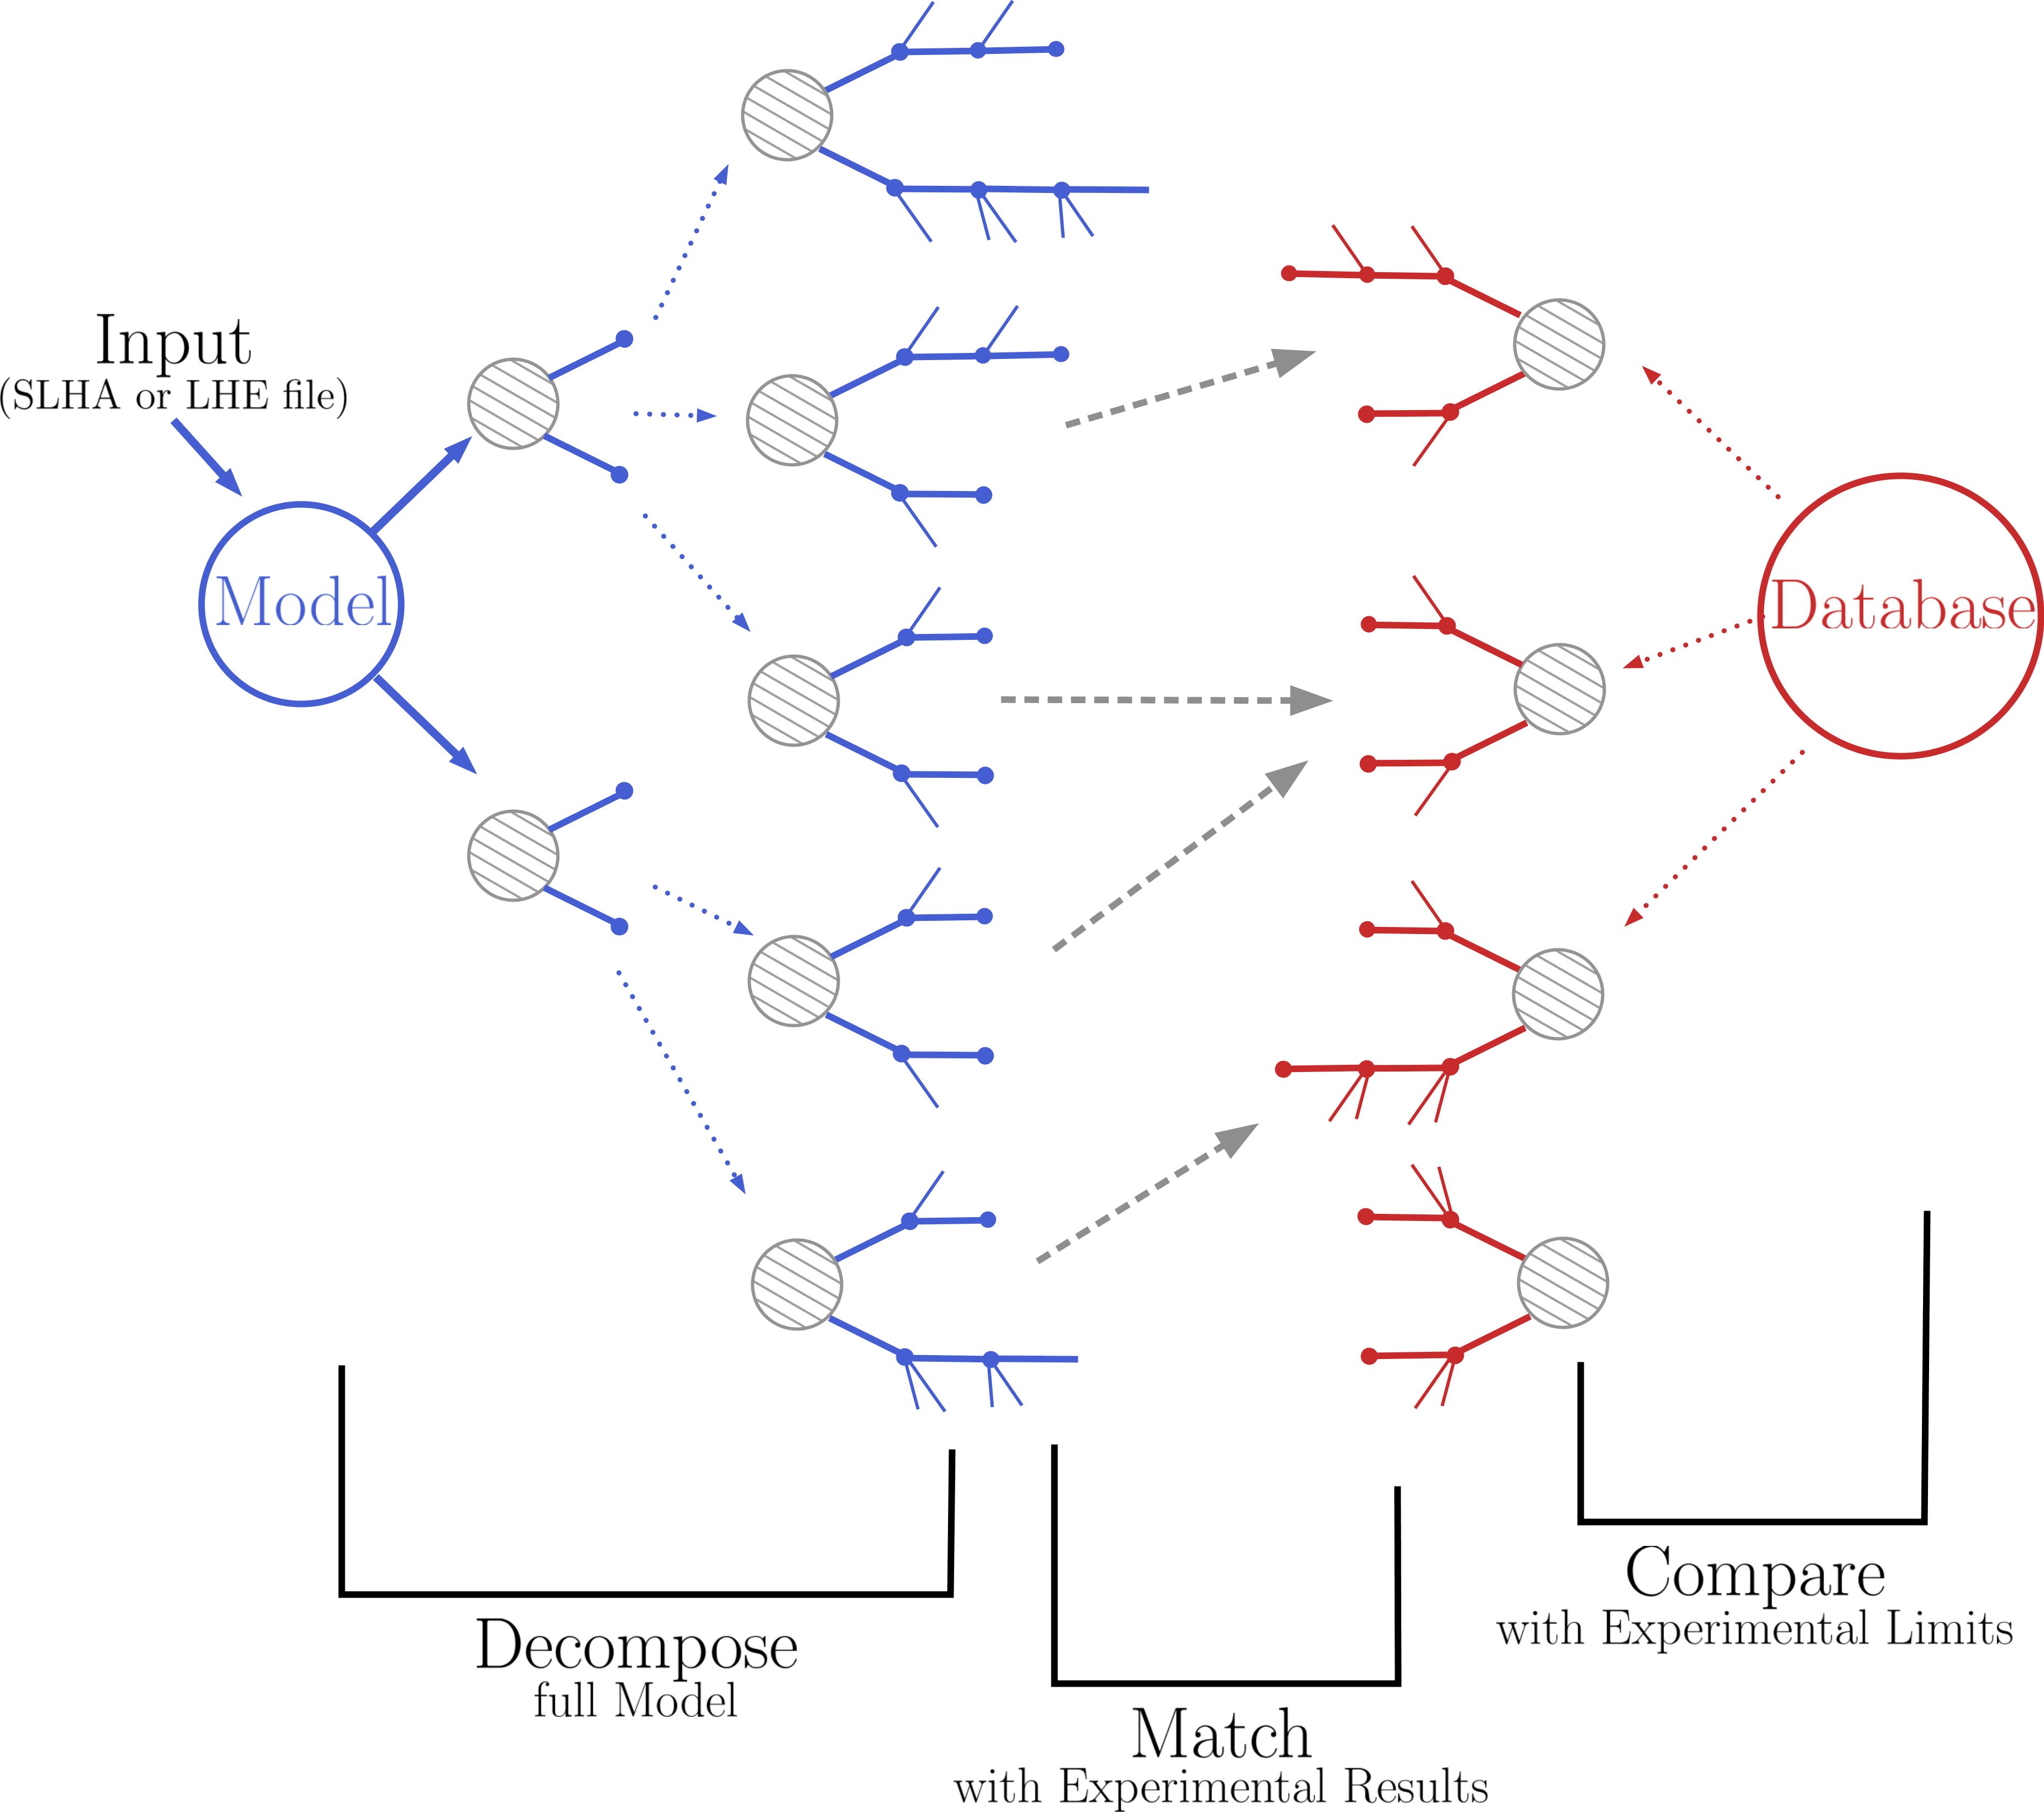 Input
(SLHA or LHE file)
Model
Database
Decompose
full Model
Match
with Experimental Results
Compare
with Experimental Limits